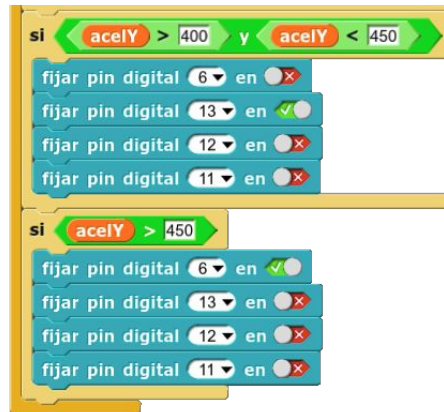 si acelY > 400 y acelY < 450
fijar pin digital 6 en
fijar pin digital 13 en
fijar pin digital 12 en
fijar pin digital 11 en
si acelY > 450
fijar pin digital 6 en
fijar pin digital 13 en
fijar pin digital 12 en
fijar pin digital 11 en